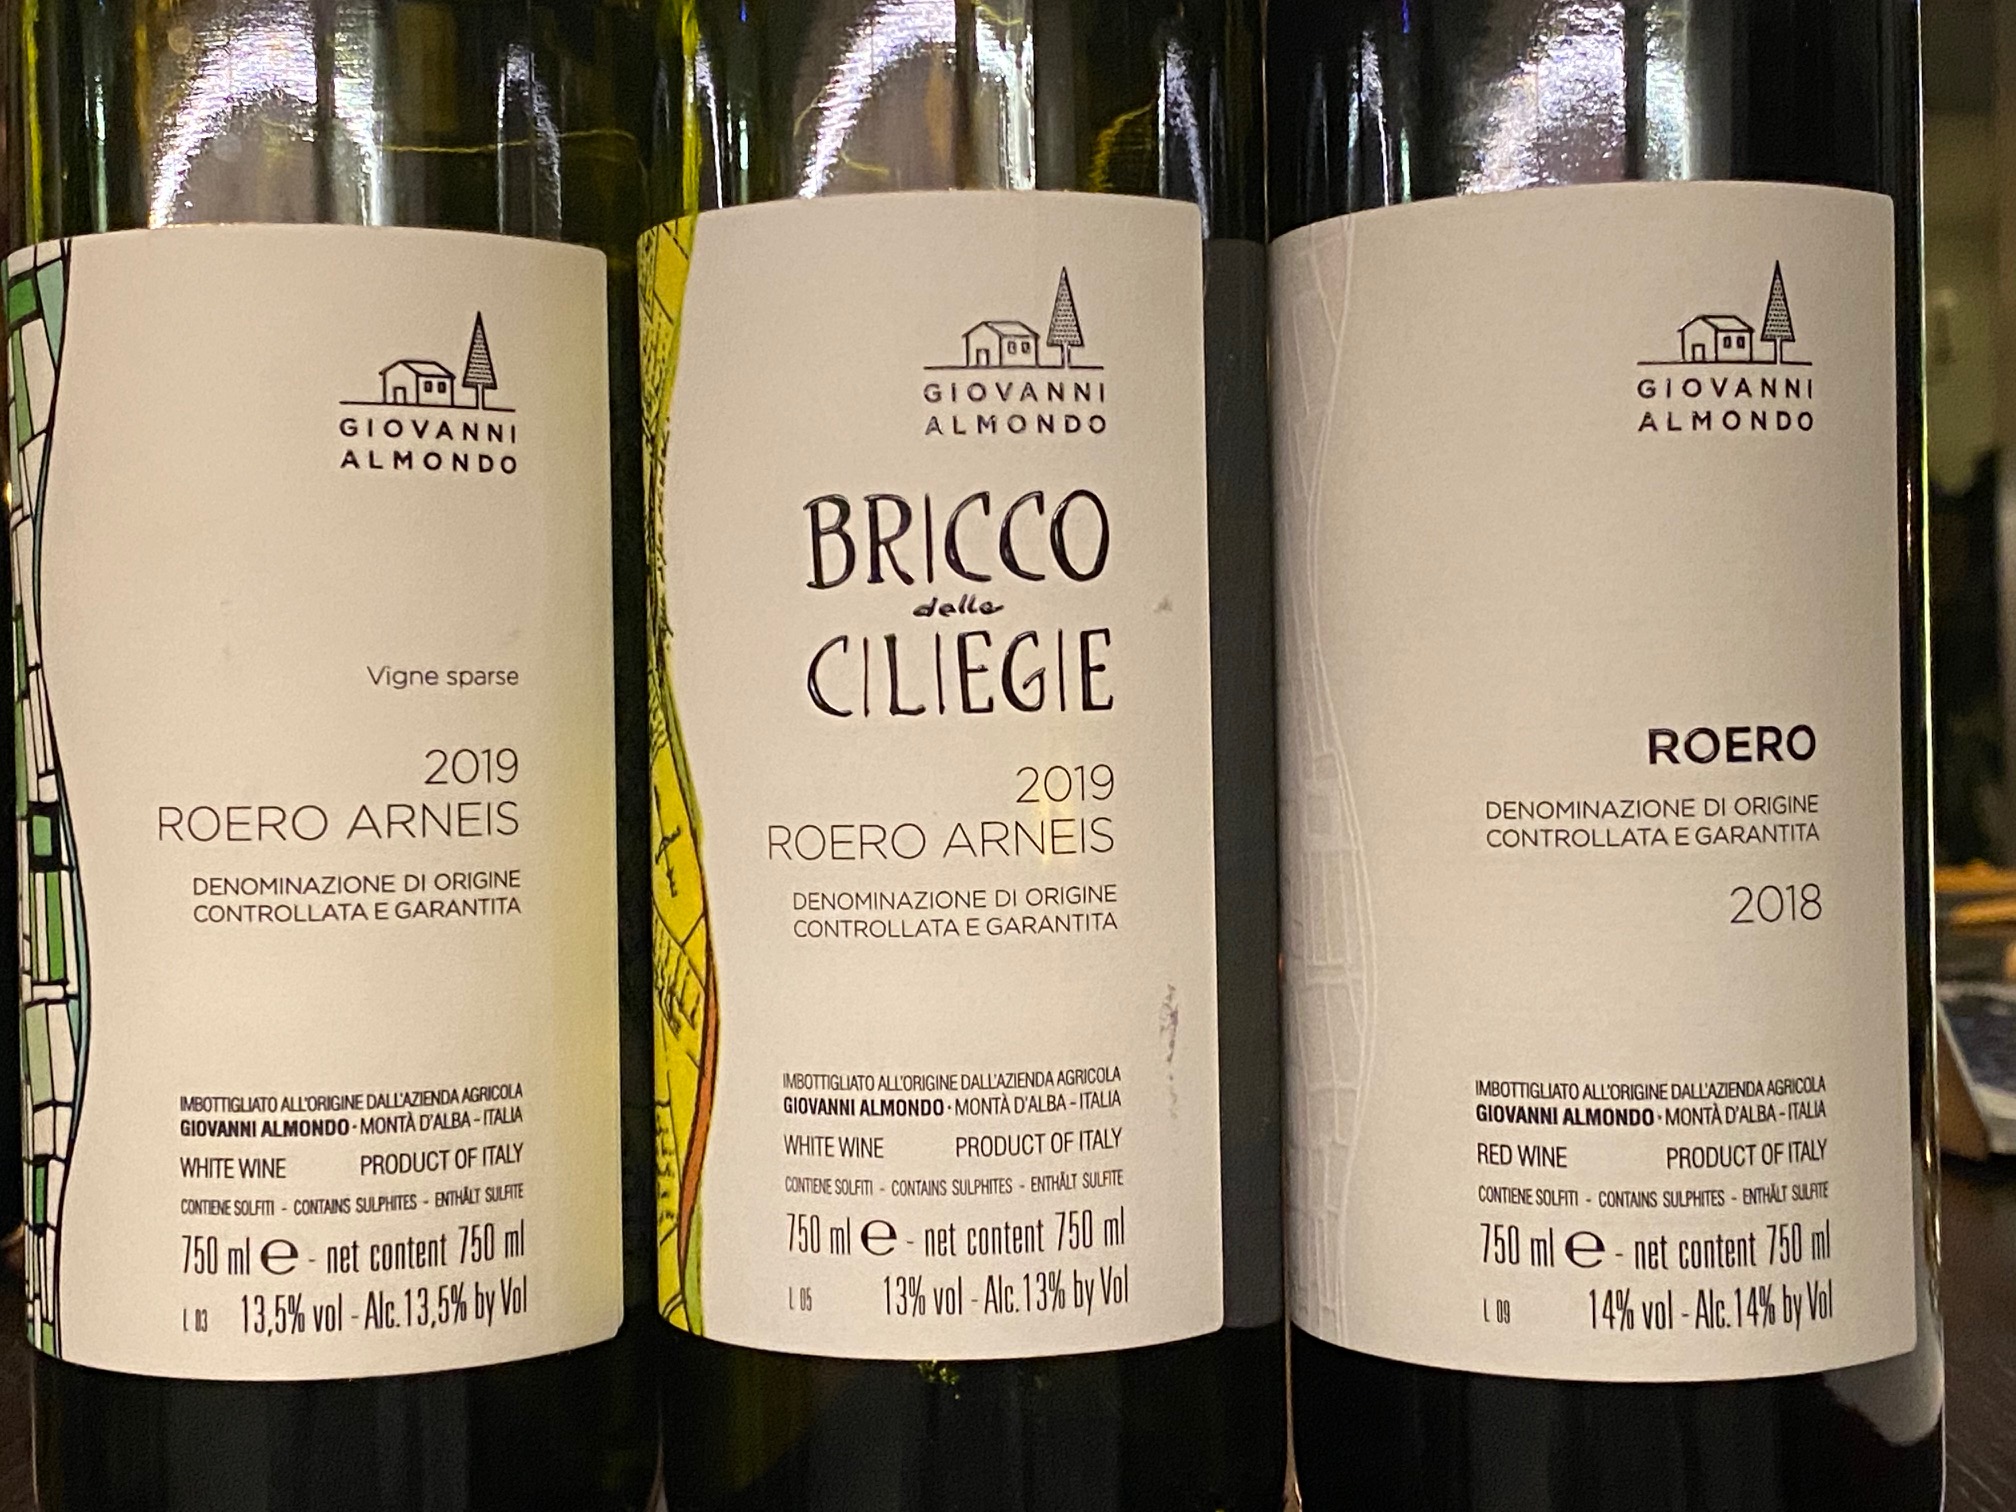 GIOVANNI
ALMONDO
Vigne sparse
2019
ROERO ARNEIS
DENOMINAZIONE DI ORIGINE
CONTROLLATA E GARANTITA
IMBOTTIGLIATO ALL'ORIGINE DALL'AZIENDA AGRICOLA
GIOVANNI ALMONDO · MONTÀ D'ALBA - ITALIA
WHITE WINE PRODUCT OF ITALY
CONTIENE SOLFITI - CONTAINS SULPHITES - ENTHÄLT SULFITE
750 ml e - net content 750 ml
L 03 13,5% vol - Alc. 13,5% by Vol
GIOVANNI
ALMONDO
BRICCO
delle
CILIEGIE
2019
ROERO ARNEIS
DENOMINAZIONE DI ORIGINE
CONTROLLATA E GARANTITA
IMBOTTIGLIATO ALL'ORIGINE DALL'AZIENDA AGRICOLA
GIOVANNI ALMONDO · MONTÀ D'ALBA - ITALIA
WHITE WINE PRODUCT OF ITALY
CONTIENE SOLFITI - CONTAINS SULPHITES - ENTHÄLT SULFITE
750 ml e - net content 750 ml
L 05 13% vol - Alc. 13% by Vol
GIOVANNI
ALMONDO
ROERO
DENOMINAZIONE DI ORIGINE
CONTROLLATA E GARANTITA
2018
IMBOTTIGLIATO ALL'ORIGINE DALL'AZIENDA AGRICOLA
GIOVANNI ALMONDO · MONTÀ D'ALBA - ITALIA
RED WINE PRODUCT OF ITALY
CONTIENE SOLFITI - CONTAINS SULPHITES - ENTHÄLT SULFITE
750 ml e - net content 750 ml
L 09 14% vol - Alc. 14% by Vol